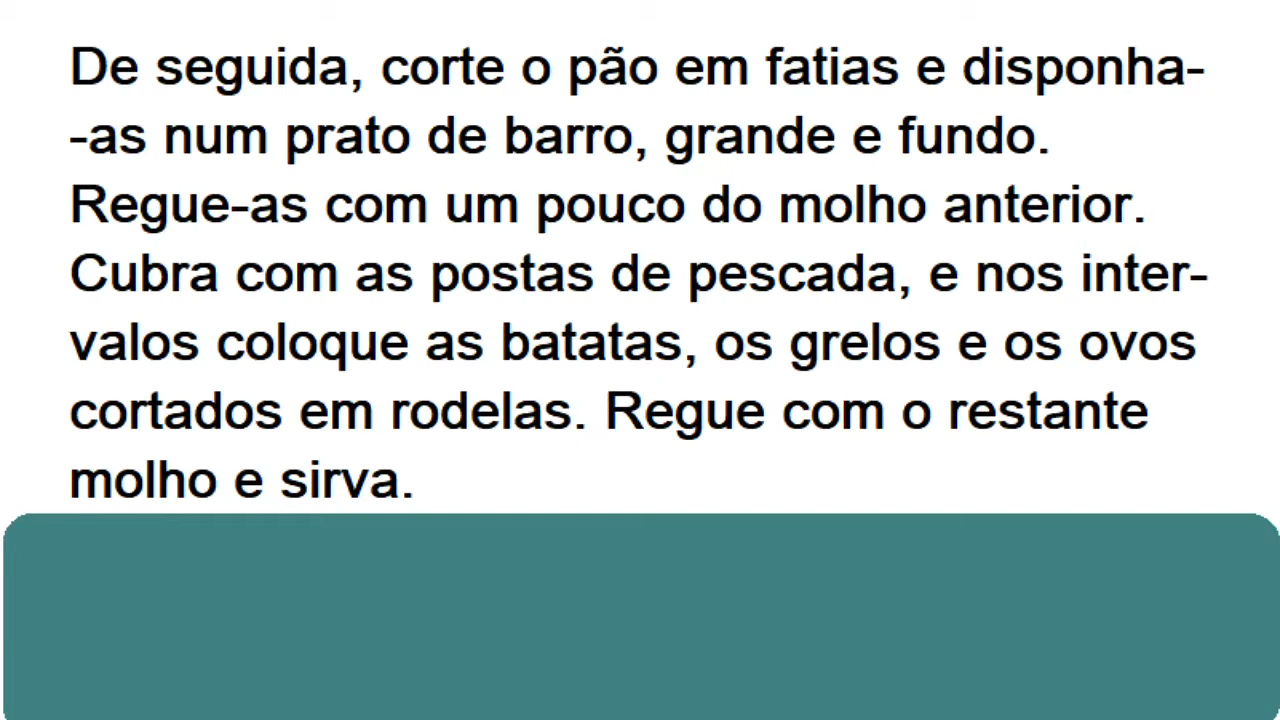 De seguida, corte o pão em fatias e disponha-
-as num prato de barro, grande e fundo.
Regue-as com um pouco do molho anterior.
Cubra com as postas de pescada, e nos inter-
valos coloque as batatas, os grelos e os ovos
cortados em rodelas. Regue com o restante
molho e sirva.